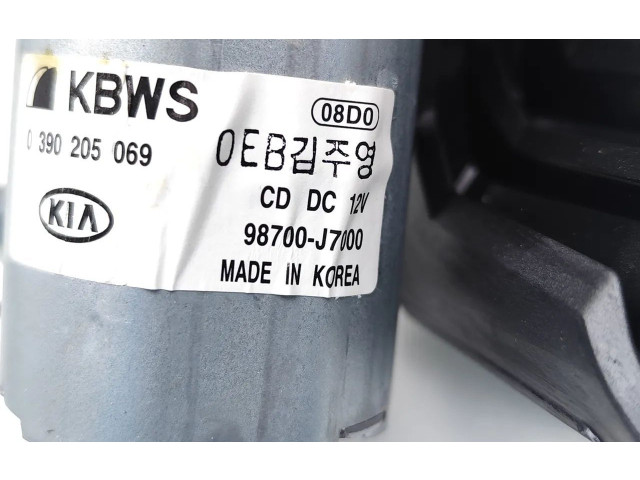 KBWS
08D0
0 390 205 069
0EB김주영
KIA
CD DC 12V
98700-J7000
MADE IN KOREA